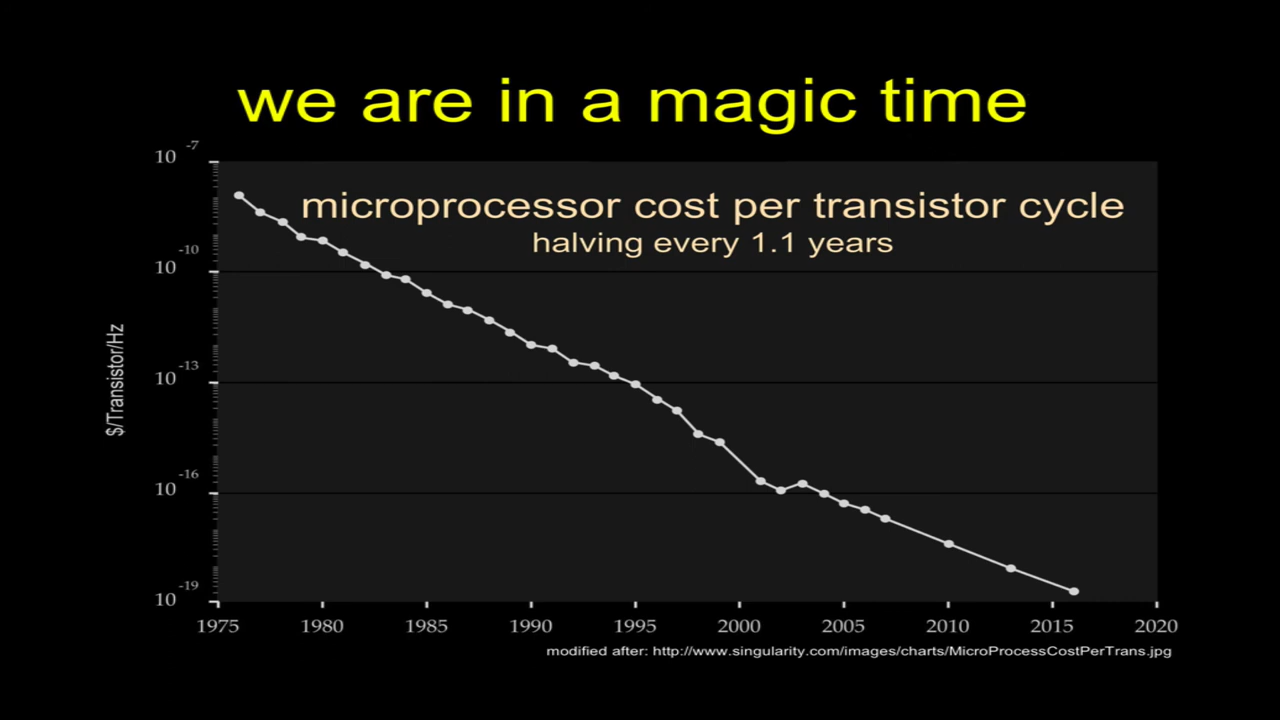 we are in a magic time
10 -7
microprocessor cost per transistor cycle
halving every 1.1 years
10 -10
$/Transistor/Hz
10 -13
10 -16
10 -19
1975 1980 1985 1990 1995 2000 2005 2010 2015 2020
modified after: http://www.singularity.com/images/charts/MicroProcessCostPerTrans.jpg